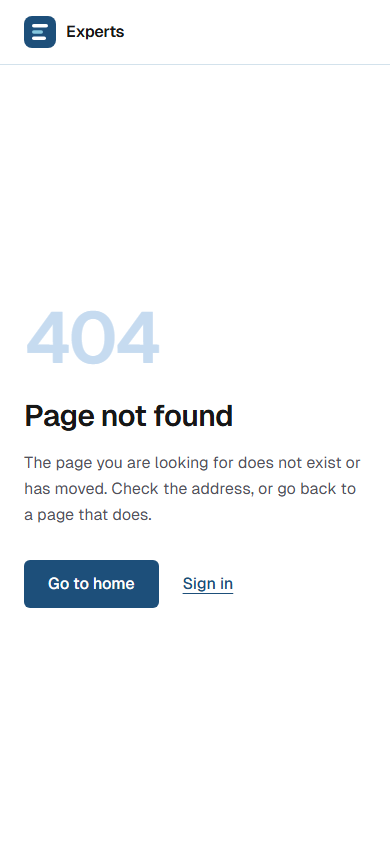 Experts
404
Page not found
The page you are looking for does not exist or
has moved. Check the address, or go back to
a page that does.
Go to home
Sign in